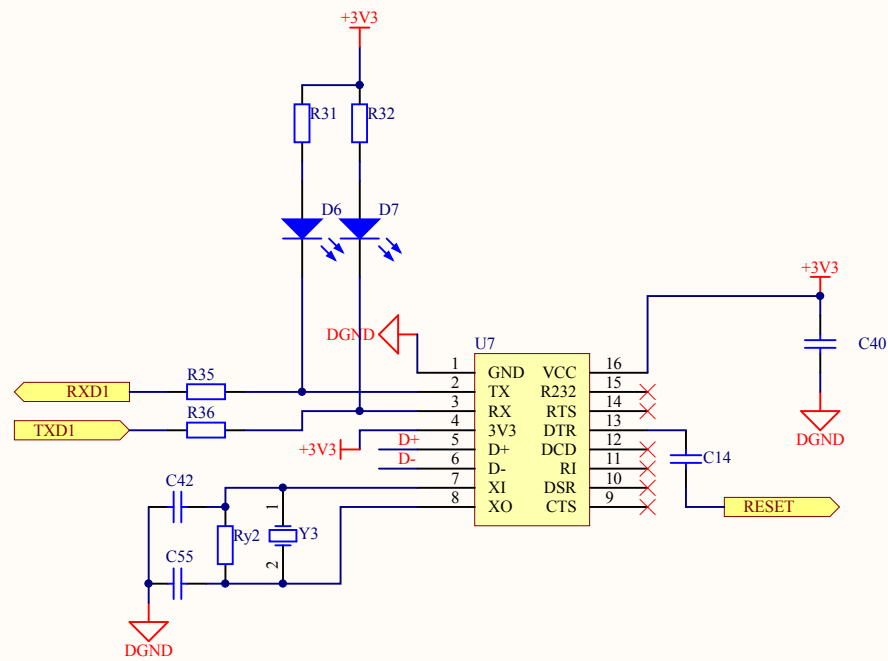 +3V3
R31 R32
D6 D7
+3V3
DGND
C40
U7
1 GND VCC 16
RXD1 R35 2 TX R232 15
3 RX RTS 14
TXD1 R36 4 3V3 DTR 13
+3V3 D+ 5 D+ DCD 12
D- 6 D- RI 11
C14
7 XI DSR 10
8 XO CTS 9
RESET
DGND
C42
1
Ry2 Y3
C55 2
DGND